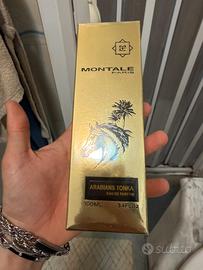 MONTALE
PARIS
ARABIANS TONKA
EAU DE PARFUM
100ML 3.4FL.OZ
Subito